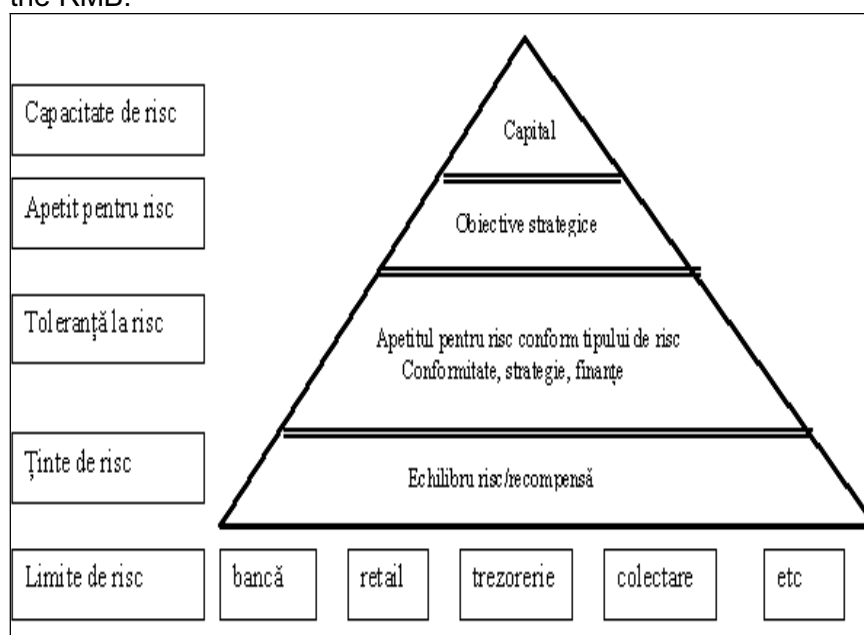 the RMB.
Capacitate de risc
Capital
Apetit pentru risc
Obiective strategice
Toleranță la risc
Apetitul pentru risc conform tipului de risc
Conformitate, strategie, finanțe
Ținte de risc
Echilibru risc/recompensă
Limite de risc
bancă
retail
trezorerie
colectare
etc